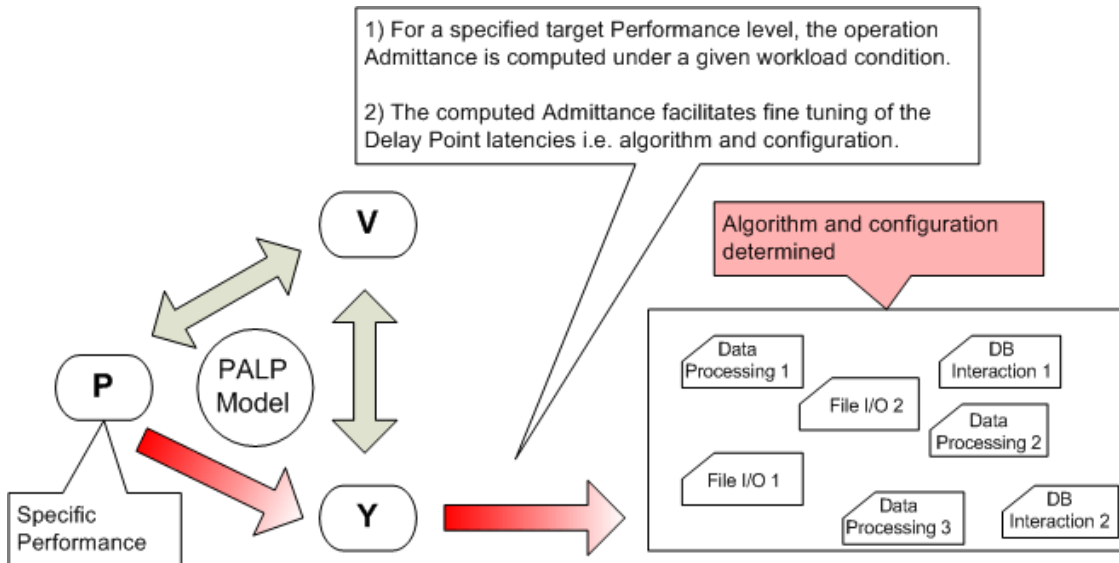 1) For a specified target Performance level, the operation
Admittance is computed under a given workload condition.
2) The computed Admittance facilitates fine tuning of the
Delay Point latencies i.e. algorithm and configuration.
V
Algorithm and configuration
determined
P
PALP
Model
Y
Specific
Performance
Data
Processing 1
DB
Interaction 1
File I/O 2
Data
Processing 2
File I/O 1
Data
Processing 3
DB
Interaction 2